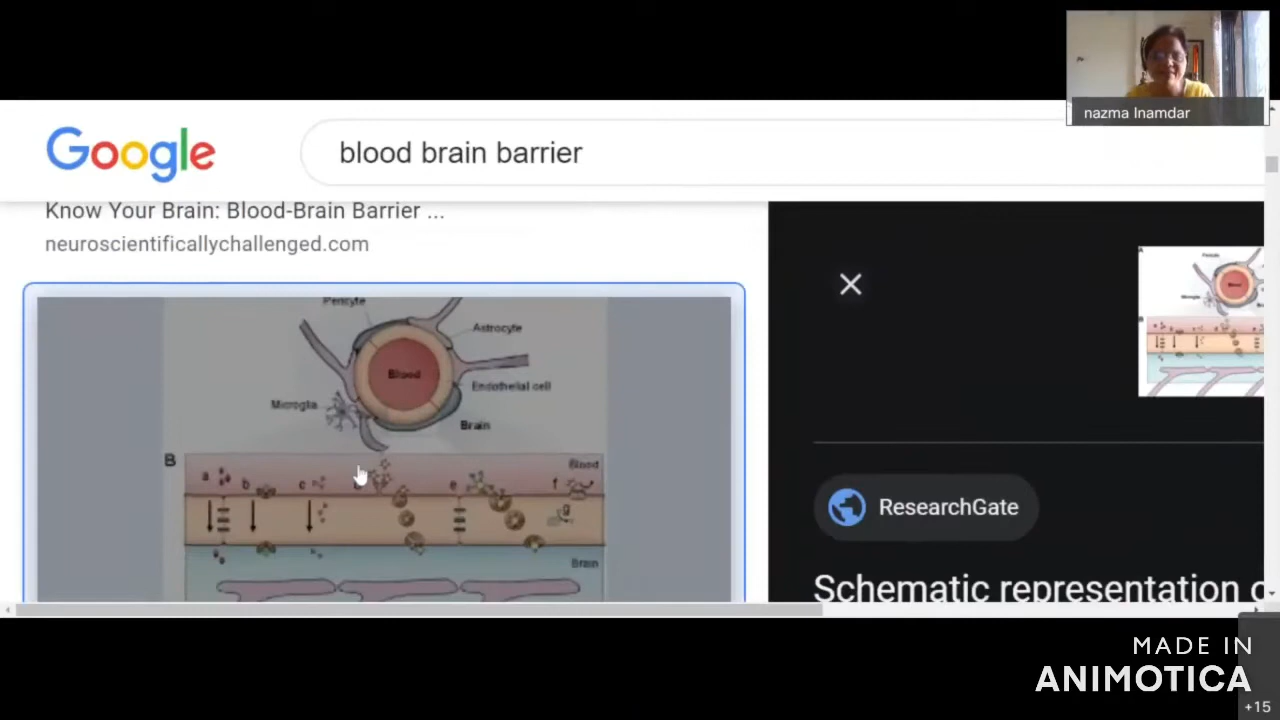 nazma Inamdar
Google
blood brain barrier
Know Your Brain: Blood-Brain Barrier ...
neuroscientificallychallenged.com
Pericyte
Astrocyte
Blood
Endothelial cell
Microglia
Brain
B
Blood
a
b
c
e
f
g
Brain
ResearchGate
Schematic representation o
MADE IN
ANIMOTICA
+15